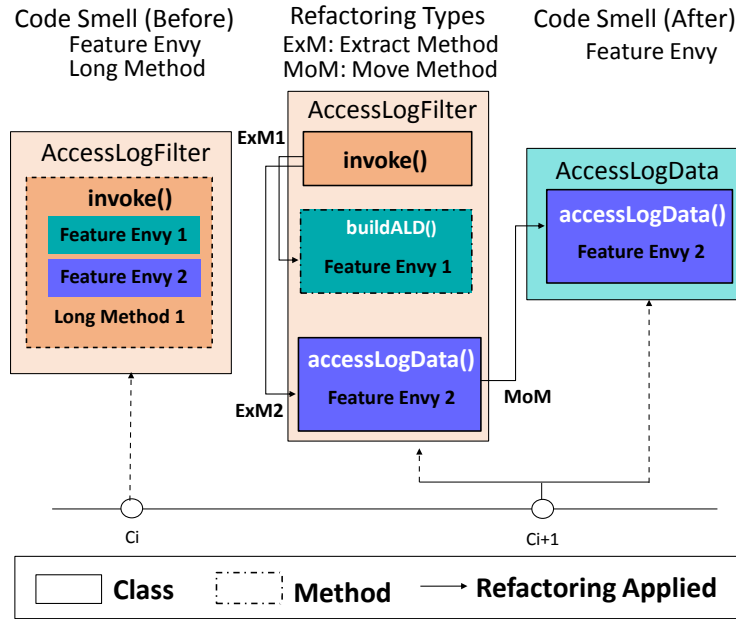 Code Smell (Before)
Feature Envy
Long Method
Refactoring Types
ExM: Extract Method
MoM: Move Method
Code Smell (After)
Feature Envy
AccessLogFilter
invoke()
Feature Envy 1
Feature Envy 2
Long Method 1
AccessLogFilter
ExM1
invoke()
buildALD()
Feature Envy 1
accessLogData()
Feature Envy 2
ExM2
MoM
AccessLogData
accessLogData()
Feature Envy 2
Ci
Ci+1
Class
Method
Refactoring Applied